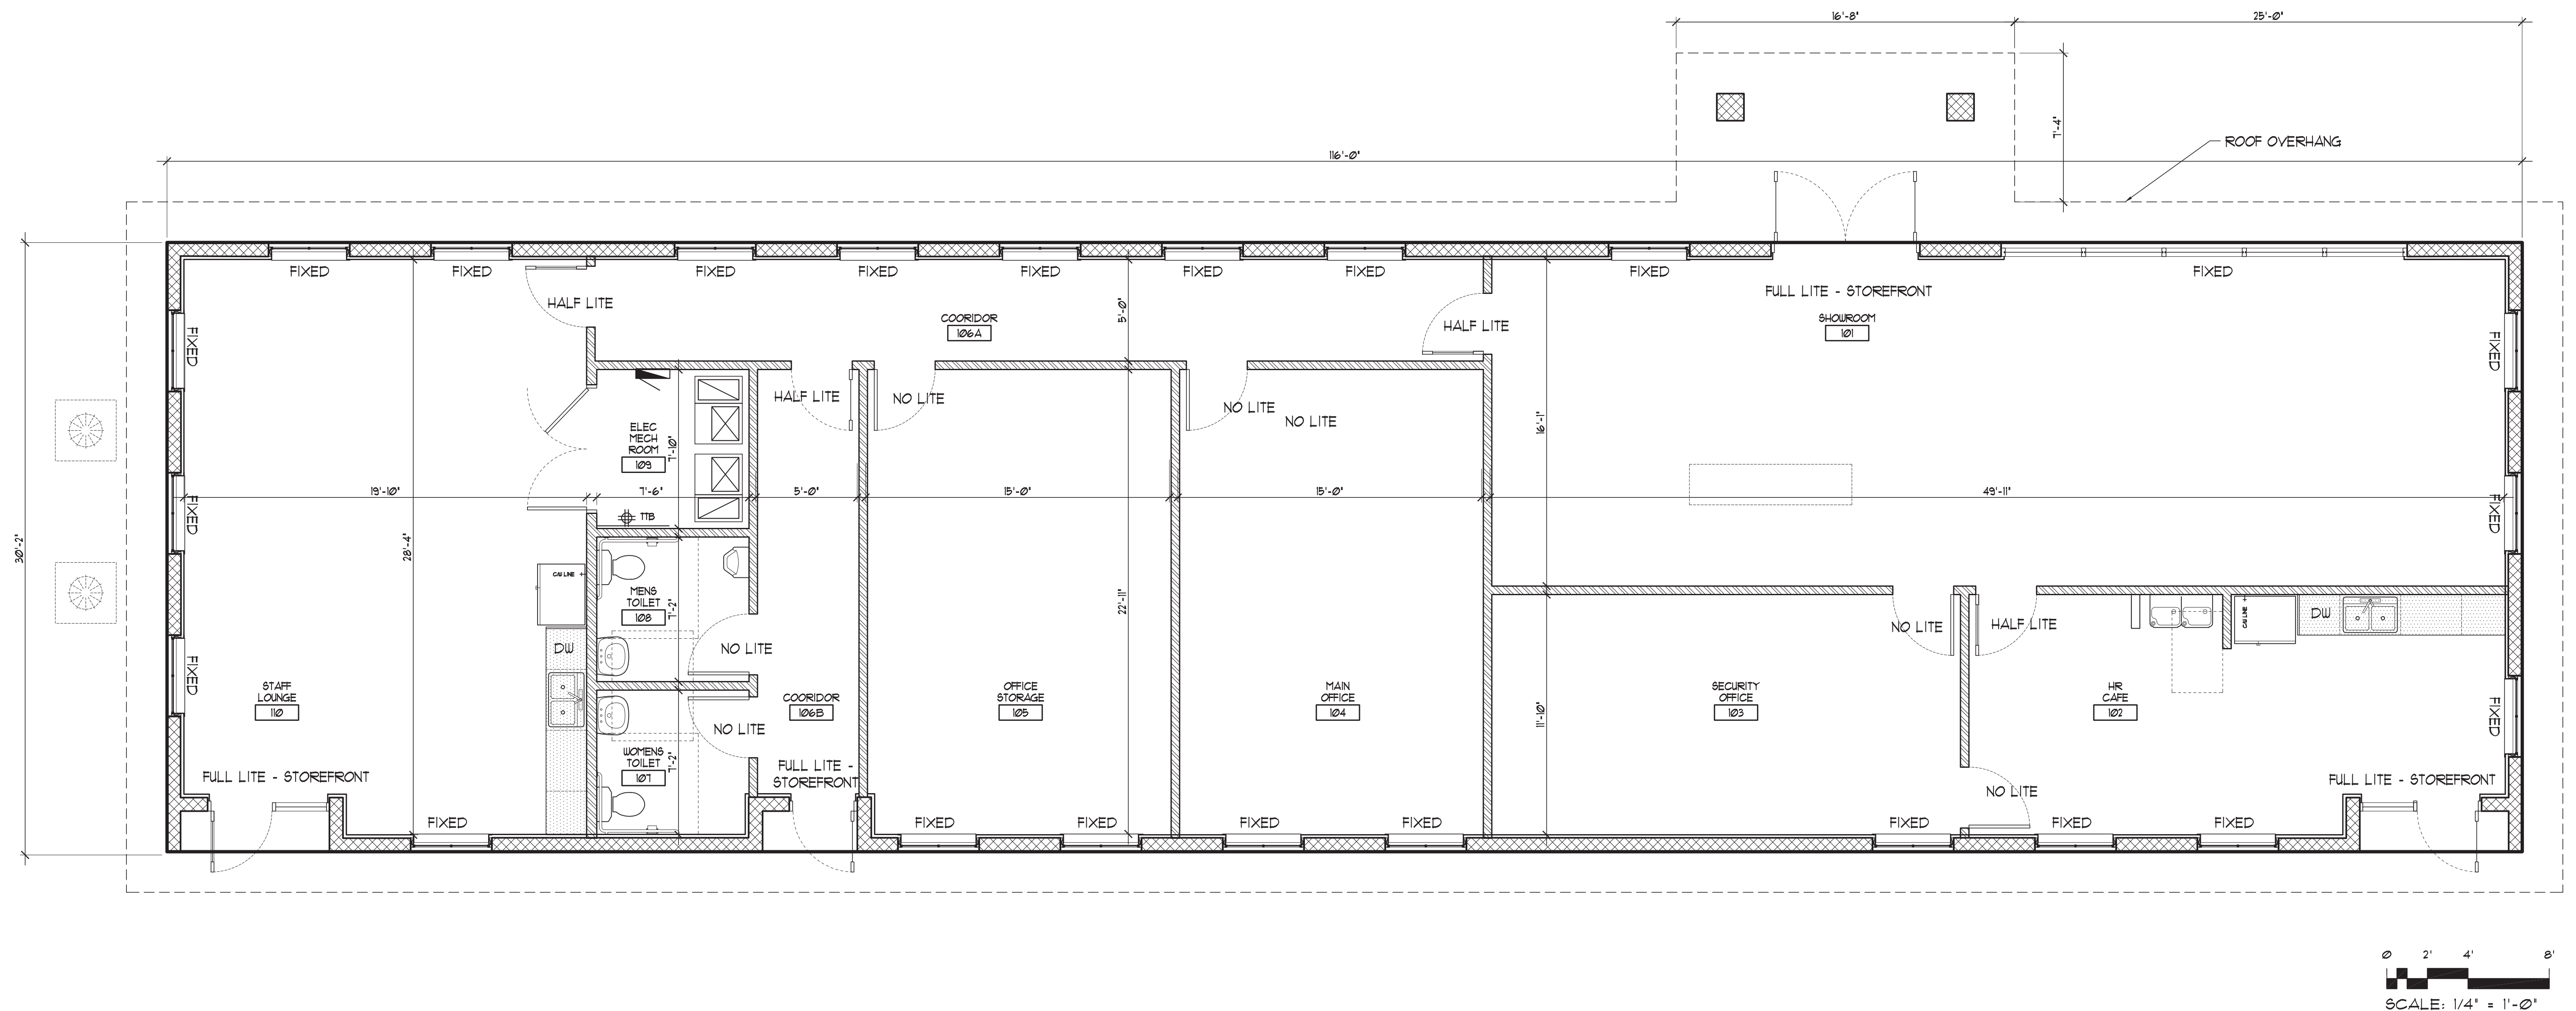 16'-8"
25'-0"
7'-4"
ROOF OVERHANG
116'-0"
FIXED
FIXED
FIXED
FIXED
FIXED
FIXED
FIXED
FIXED
FIXED
HALF LITE
FULL LITE - STOREFRONT
5'-0"
COORIDOR
106A
HALF LITE
SHOWROOM
101
FIXED
FIXED
HALF LITE
NO LITE
NO LITE
NO LITE
16'-1"
ELEC
MECH
ROOM
109
7'-10"
19'-10"
7'-6"
5'-0"
15'-0"
15'-0"
49'-11"
FIXED
FIXED
TTB
30'-2"
28'-4"
CW LINE
MENS
TOILET
108
7'-2"
22'-11"
NO LITE
HALF LITE
CW LINE
DW
DW
NO LITE
FIXED
STAFF
LOUNGE
110
COORIDOR
106B
OFFICE
STORAGE
105
MAIN
OFFICE
104
11'-10"
SECURITY
OFFICE
103
HR
CAFE
102
FIXED
NO LITE
WOMENS
TOILET
107
7'-2"
FULL LITE - STOREFRONT
FULL LITE -
STOREFRONT
NO LITE
FULL LITE - STOREFRONT
FIXED
FIXED
FIXED
FIXED
FIXED
FIXED
FIXED
FIXED
0 2' 4' 8'
SCALE: 1/4" = 1'-0"